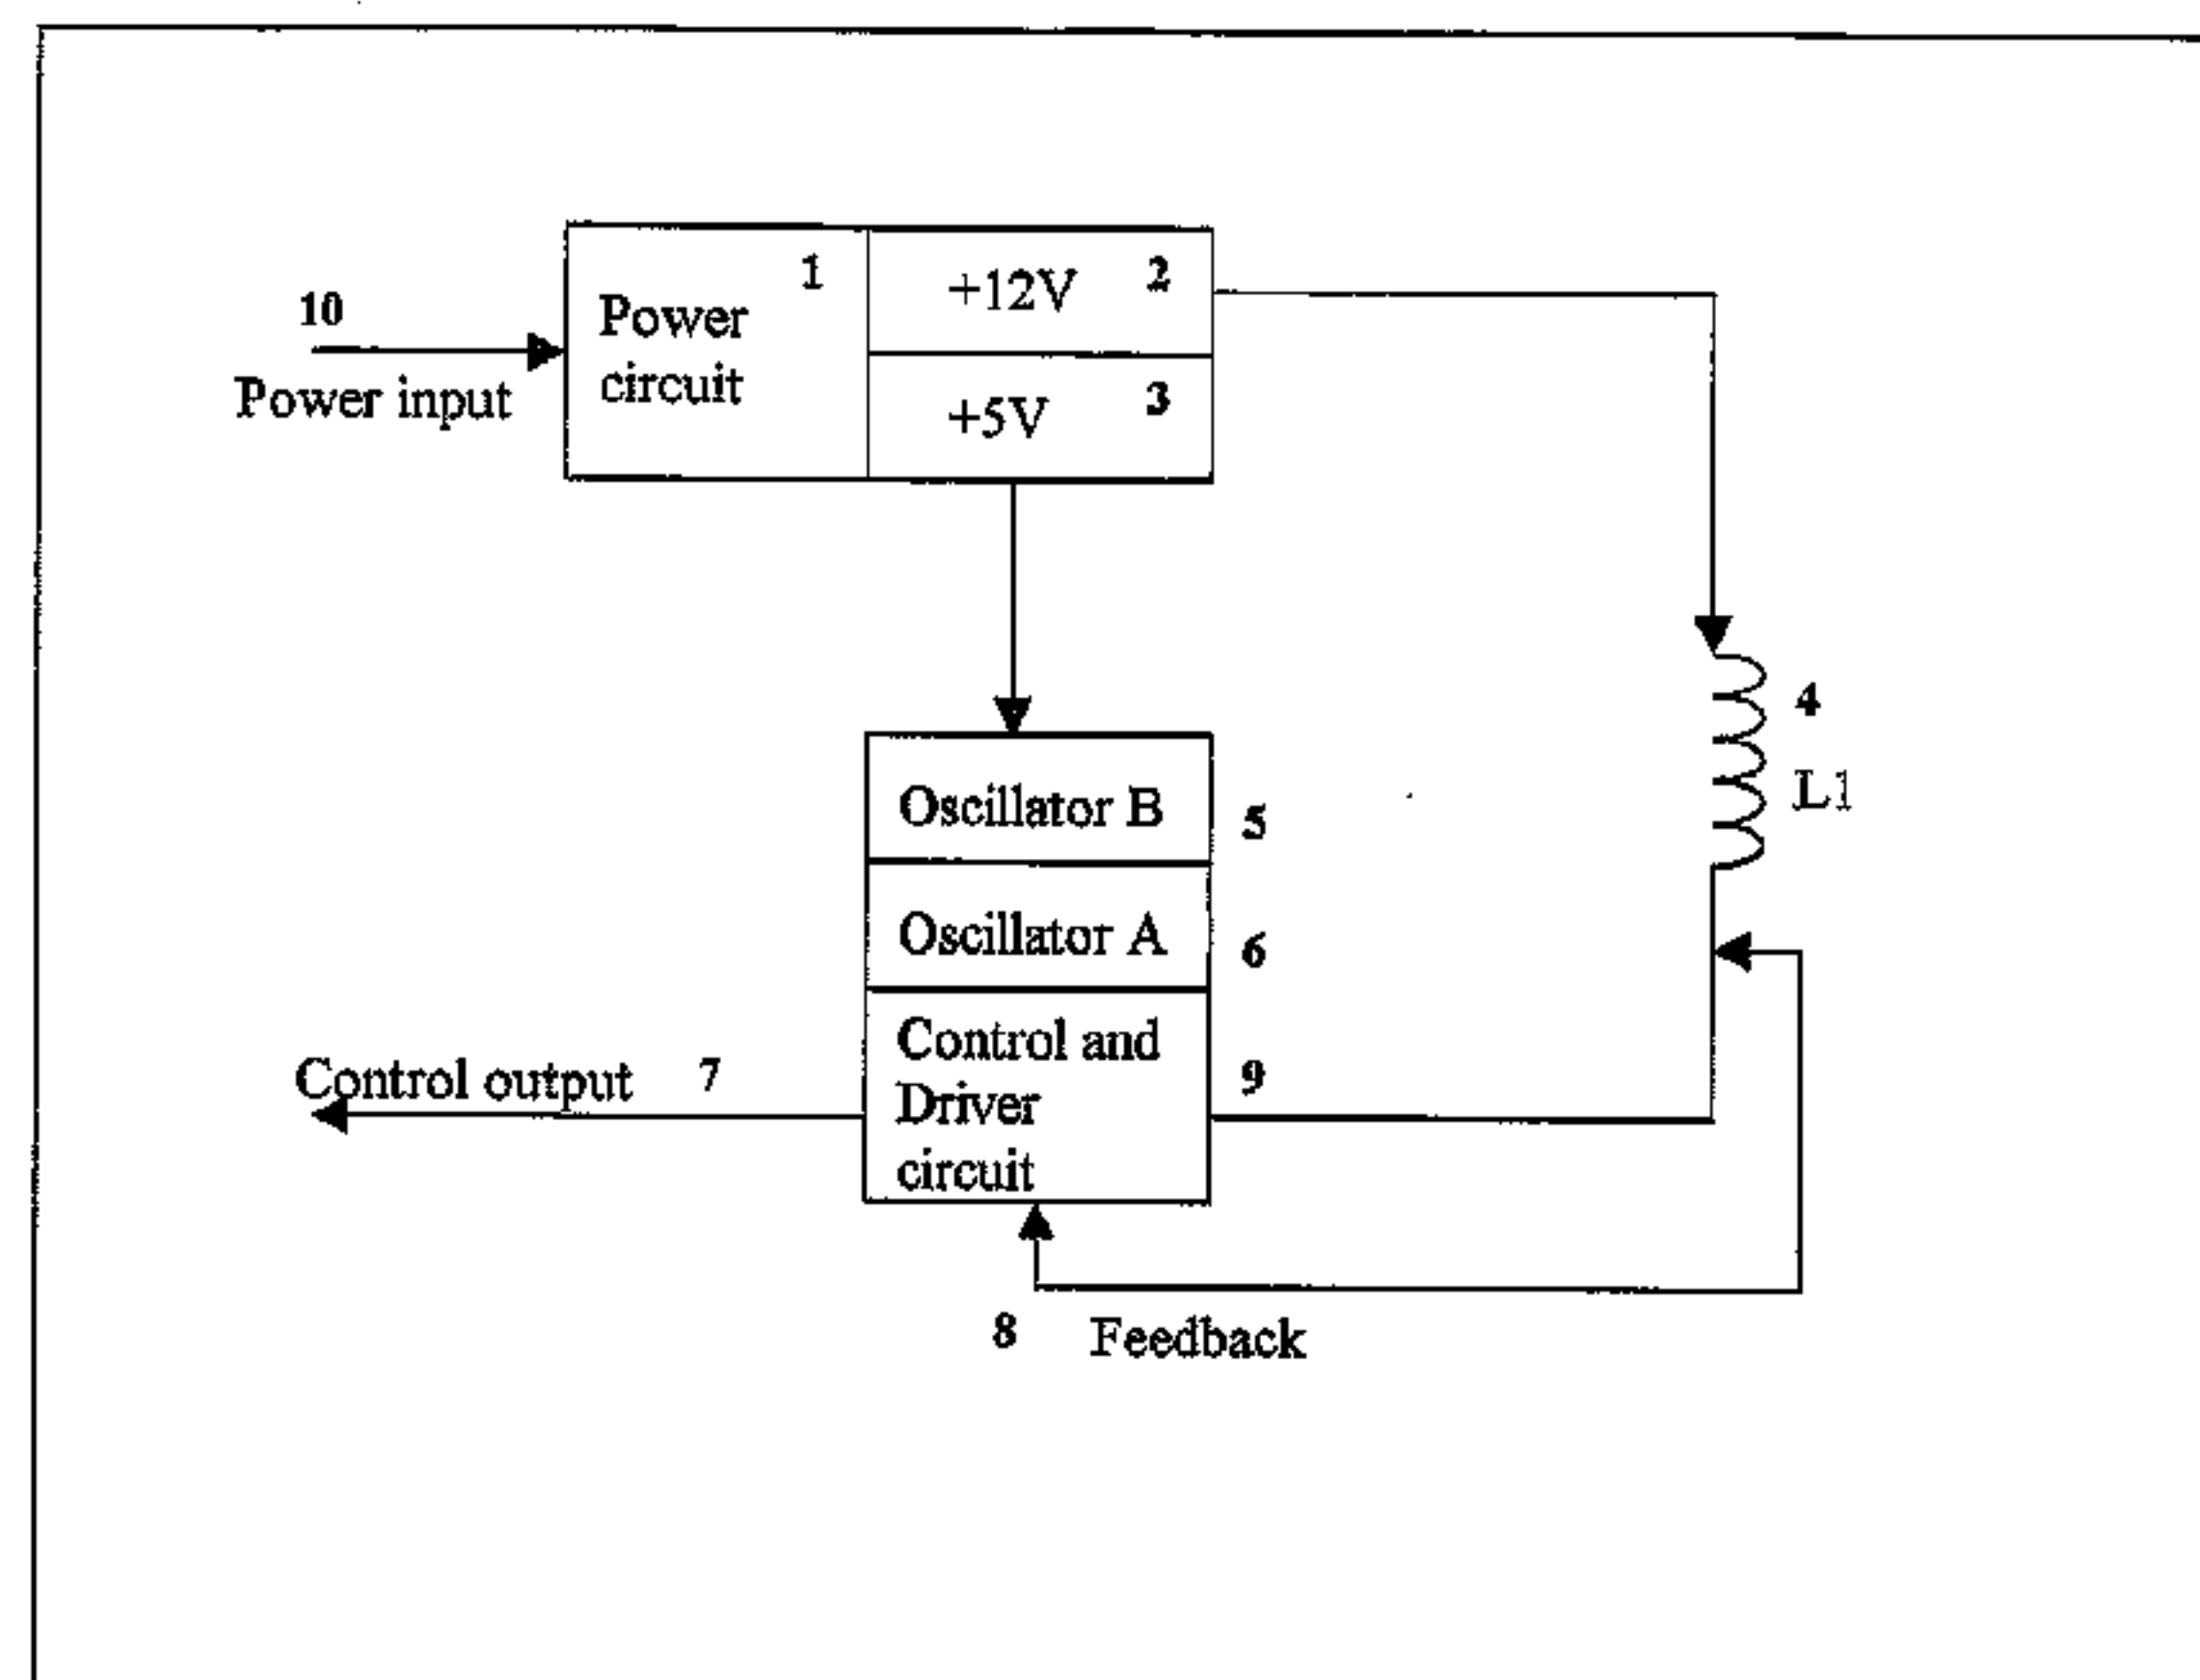 1
2
+12V
10
Power
circuit
Power input
3
+5V
4
L1
Oscillator B
5
Oscillator A
6
Control and
Driver
circuit
9
Control output 7
8 Feedback